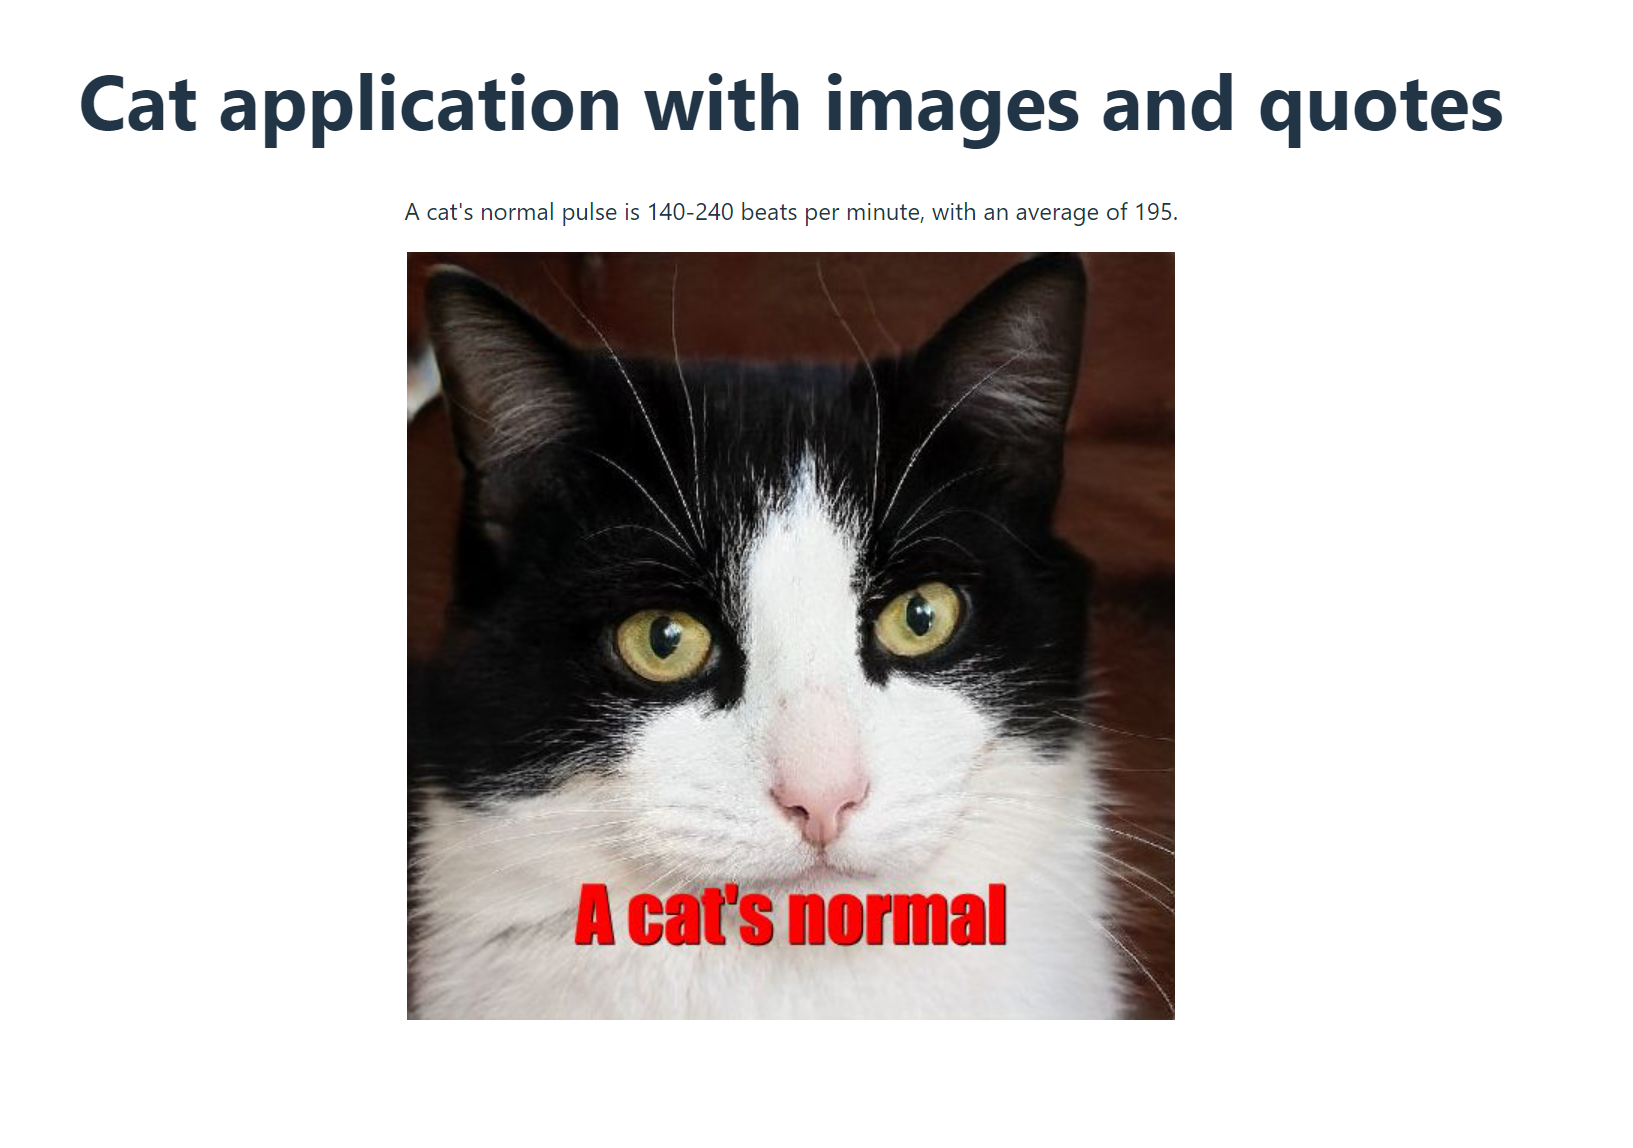 Cat application with images and quotes
A cat's normal pulse is 140-240 beats per minute, with an average of 195.
A cat's normal